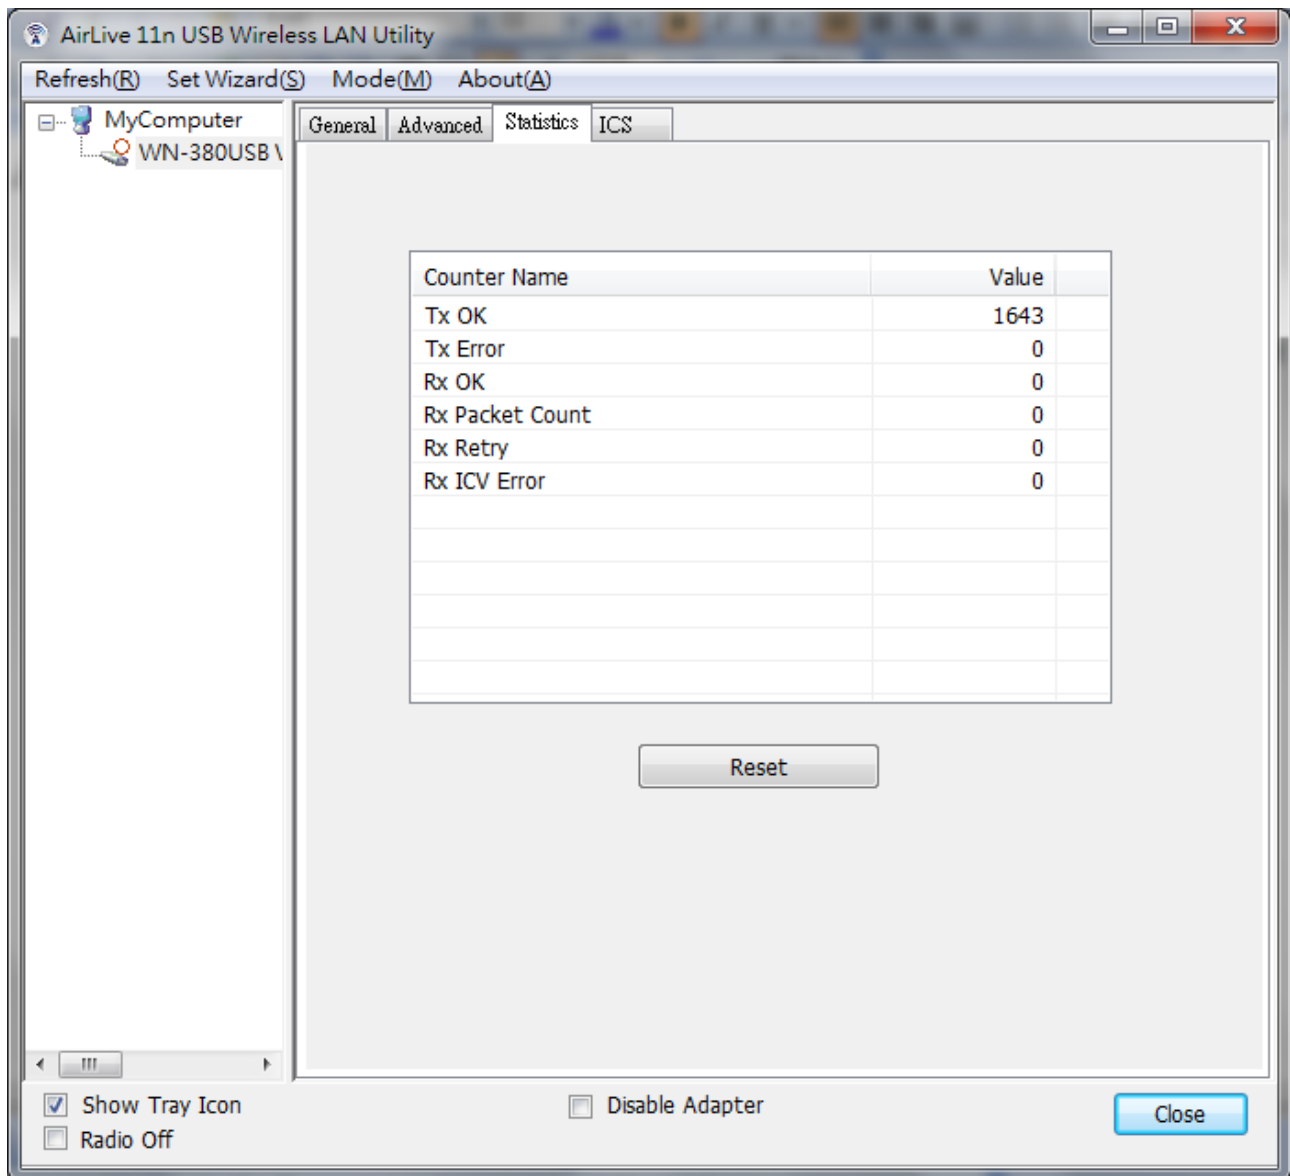 AirLive 11n USB Wireless LAN Utility
Refresh(R) Set Wizard(S) Mode(M) About(A)
MyComputer
WN-380USB
General Advanced Statistics ICS
Counter Name Value
Tx OK 1643
Tx Error 0
Rx OK 0
Rx Packet Count 0
Rx Retry 0
Rx ICV Error 0
Reset
Show Tray Icon Disable Adapter
Radio Off
Close